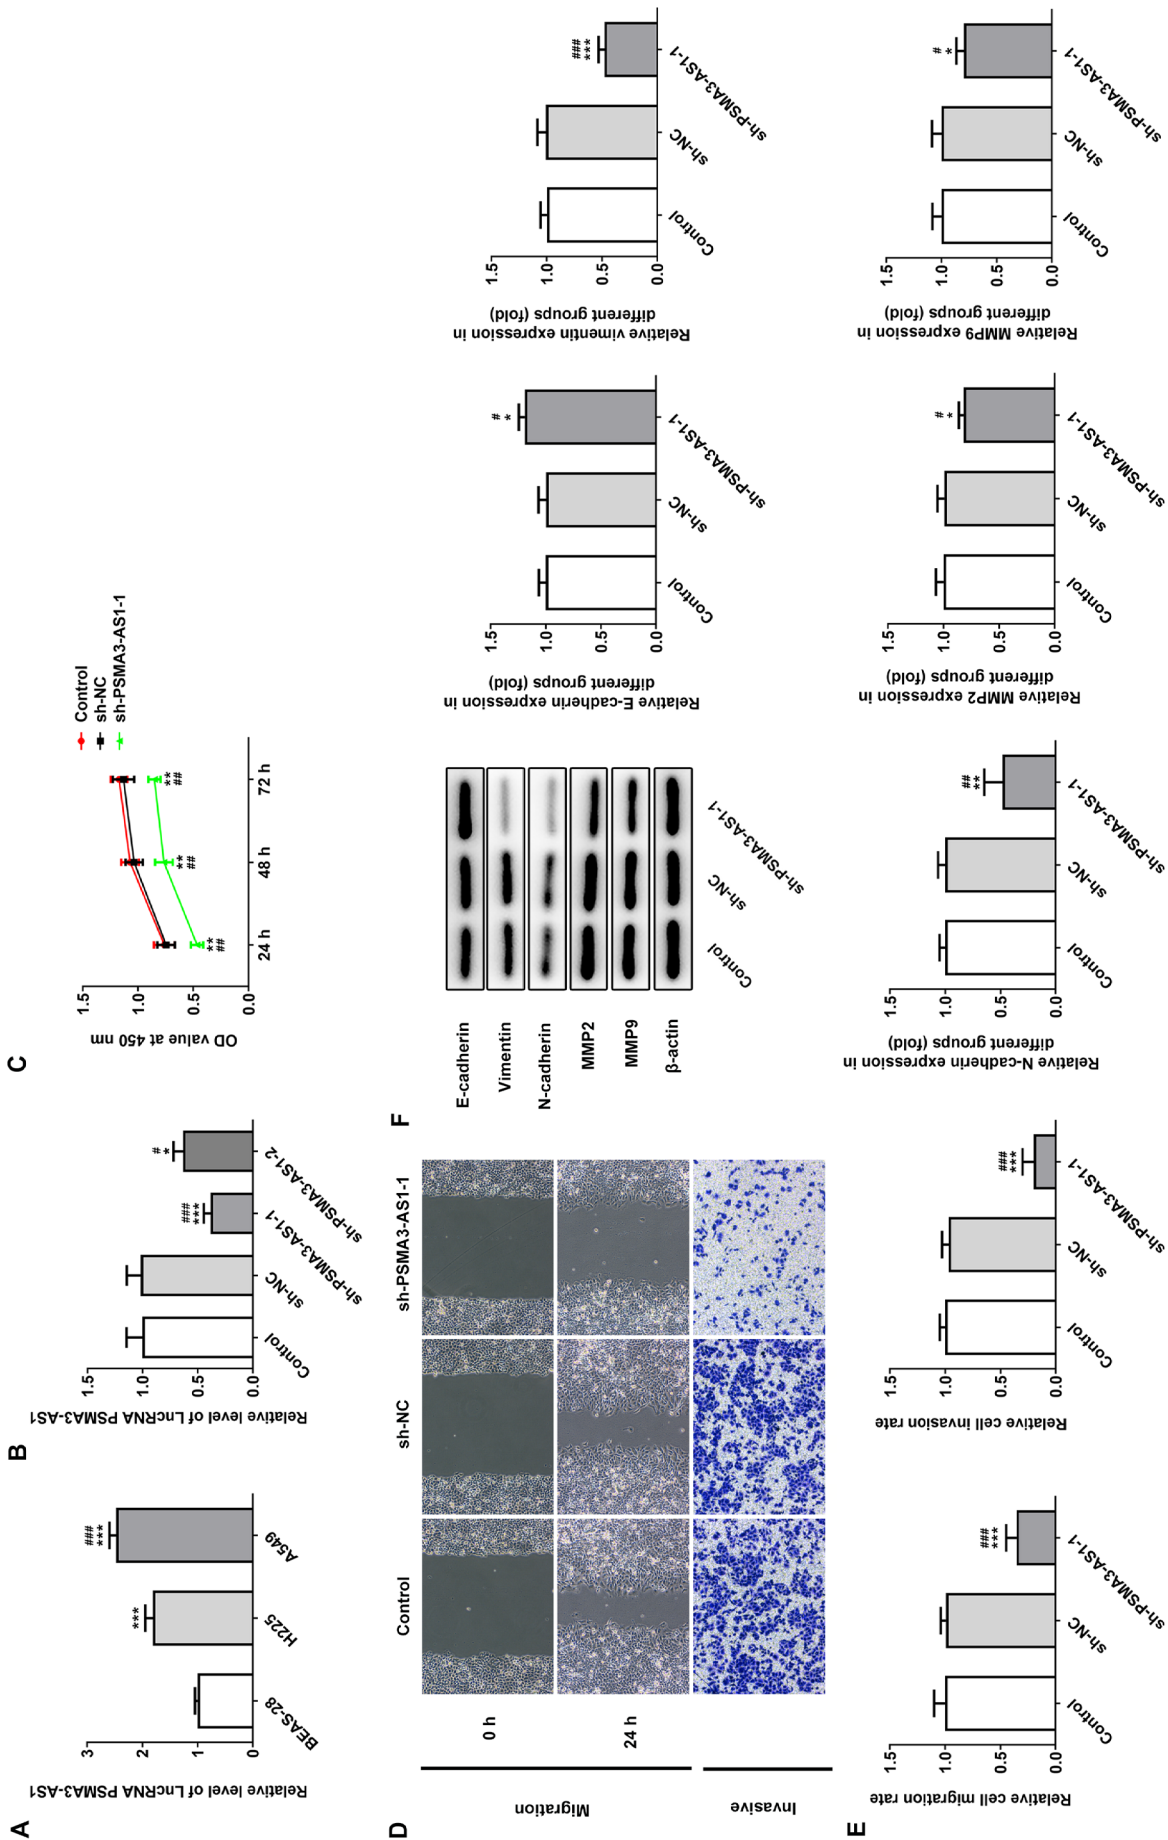 A
Relative level of LncRNA PSMA3-AS1
3
2
1
0
BEAS-28
H225
A549
***
***
###
B
Relative level of LncRNA PSMA3-AS1
1.5
1.0
0.5
0.0
Control
sh-NC
sh-PSMA3-AS1-1
sh-PSMA3-AS1-2
###
***
#
*
C
OD value at 450 nm
1.5
1.0
0.5
0.0
24 h
48 h
72 h
**
##
**
##
**
##
Control
sh-NC
sh-PSMA3-AS1-1
D
Control
sh-NC
sh-PSMA3-AS1-1
Migration
0 h
24 h
Invasive
E
Relative cell migration rate
1.5
1.0
0.5
0.0
Control
sh-NC
sh-PSMA3-AS1-1
###
***
Relative cell invasion rate
1.5
1.0
0.5
0.0
Control
sh-NC
sh-PSMA3-AS1-1
###
***
F
E-cadherin
Vimentin
N-cadherin
MMP2
MMP9
β-actin
Control
sh-NC
sh-PSMA3-AS1-1
Relative E-cadherin expression in
different groups (fold)
1.5
1.0
0.5
0.0
Control
sh-NC
sh-PSMA3-AS1-1
#
*
Relative vimentin expression in
different groups (fold)
1.5
1.0
0.5
0.0
Control
sh-NC
sh-PSMA3-AS1-1
###
***
Relative N-cadherin expression in
different groups (fold)
1.5
1.0
0.5
0.0
Control
sh-NC
sh-PSMA3-AS1-1
##
**
Relative MMP2 expression in
different groups (fold)
1.5
1.0
0.5
0.0
Control
sh-NC
sh-PSMA3-AS1-1
#
*
Relative MMP9 expression in
different groups (fold)
1.5
1.0
0.5
0.0
Control
sh-NC
sh-PSMA3-AS1-1
#
*